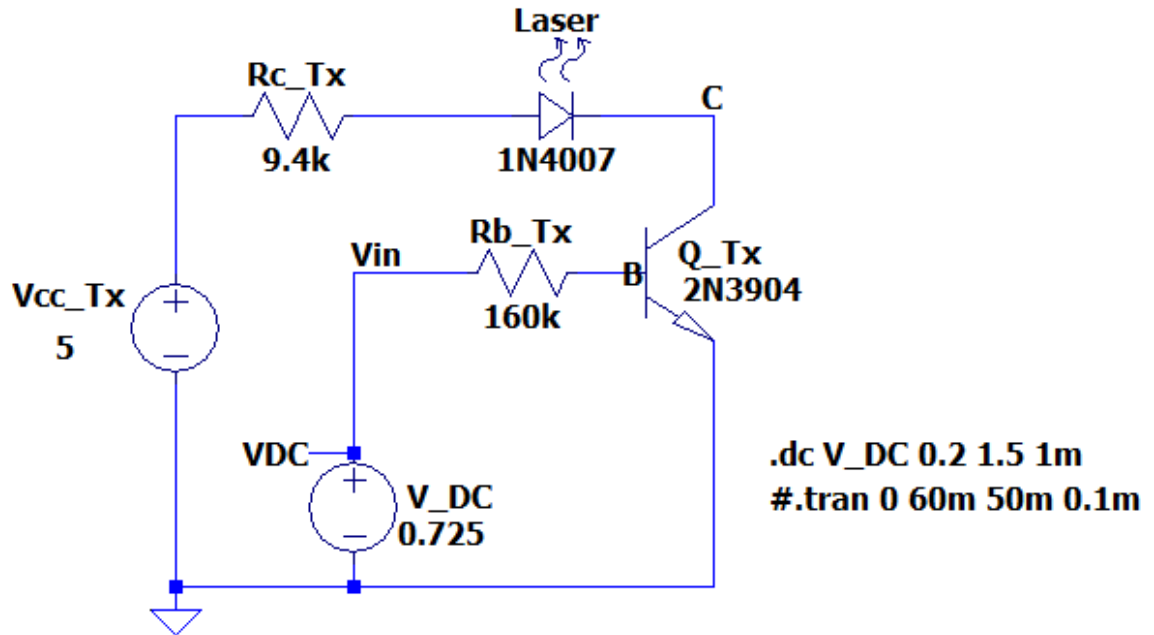 Laser
Rc_Tx
C
9.4k
1N4007
Rb_Tx
Vin
B
Q_Tx
2N3904
160k
Vcc_Tx
5
VDC
V_DC
0.725
.dc V_DC 0.2 1.5 1m
#.tran 0 60m 50m 0.1m